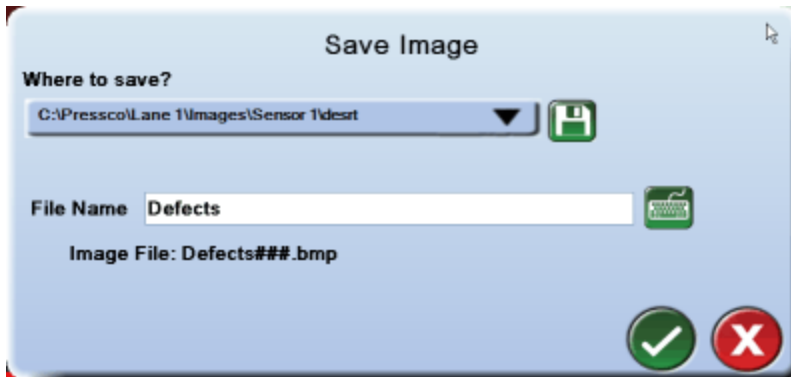 Save Image
Where to save?
C:\Pressco\Lane 1\Images\Sensor 1\desrt
File Name Defects
Image File: Defects###.bmp